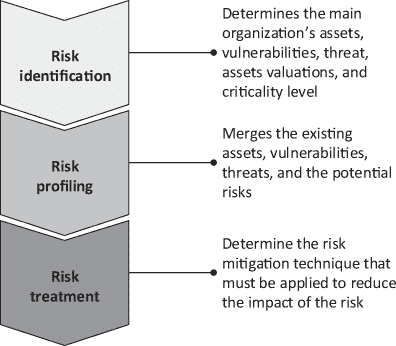 Risk
identification
Determines the main
organization's assets,
vulnerabilities, threat,
assets valuations, and
criticality level
Risk
profiling
Merges the existing
assets, vulnerabilities,
threats, and the potential
risks
Risk
treatment
Determine the risk
mitigation technique that
must be applied to reduce
the impact of the risk